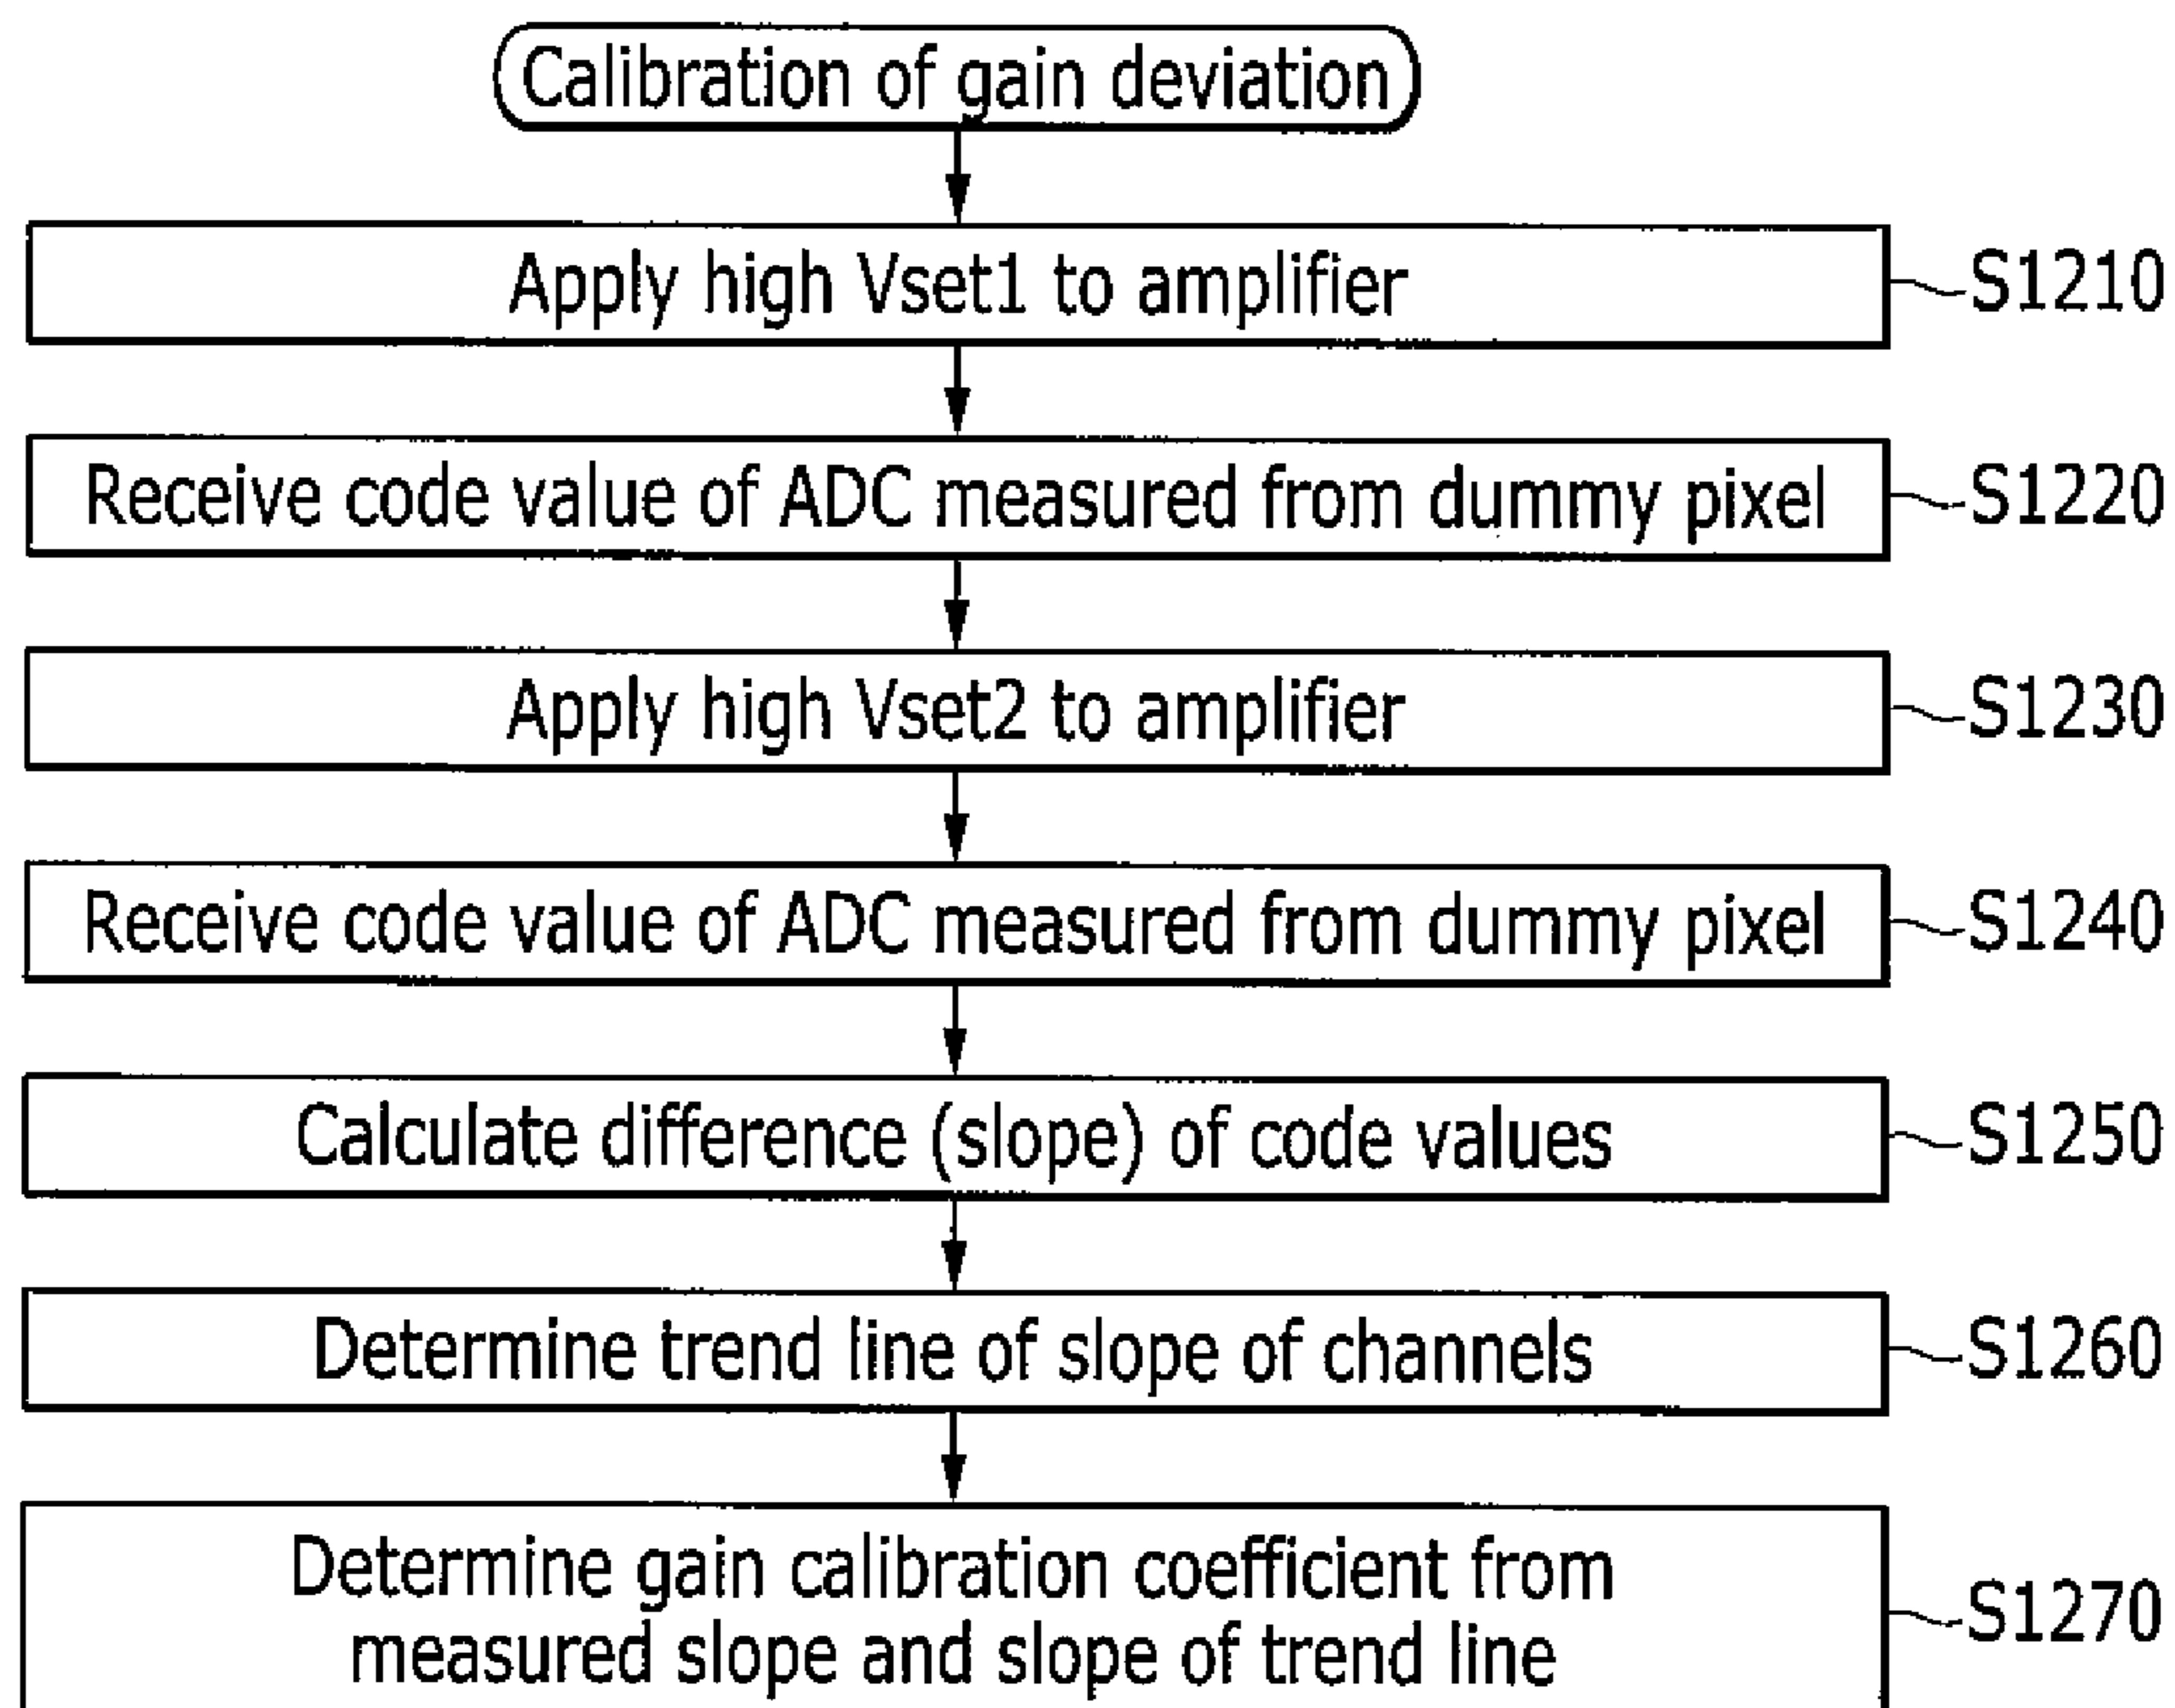 Calibration of gain deviation
Apply high Vset1 to amplifier
S1210
Receive code value of ADC measured from dummy pixel
S1220
Apply high Vset2 to amplifier
S1230
Receive code value of ADC measured from dummy pixel
S1240
Calculate difference (slope) of code values
S1250
Determine trend line of slope of channels
S1260
Determine gain calibration coefficient from
measured slope and slope of trend line
S1270